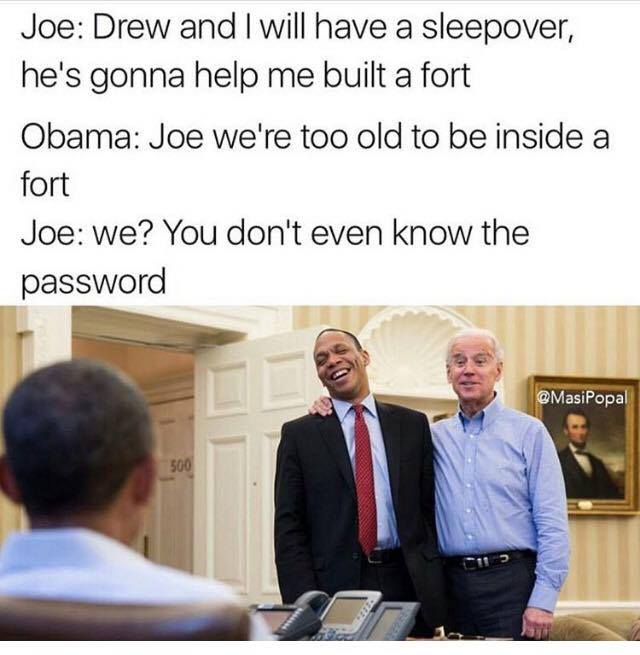 Joe: Drew and I will have a sleepover,
he's gonna help me built a fort
Obama: Joe we're too old to be inside a
fort
Joe: we? You don't even know the
password
@MasiPopal
500